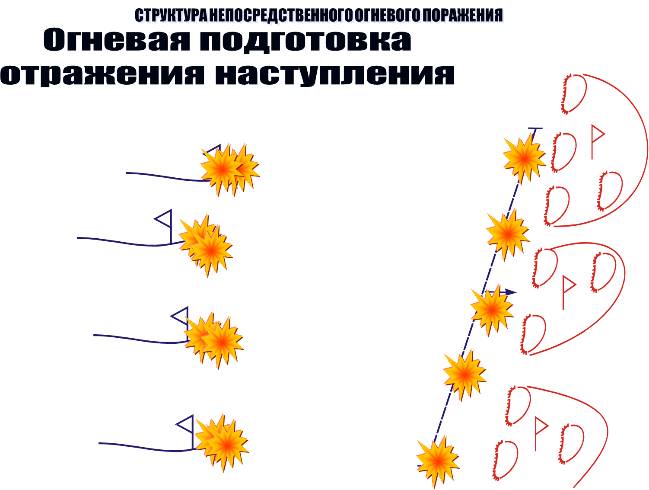 СТРУКТУРА НЕПОСРЕДСТВЕННОГО ОГНЕВОГО ПОРАЖЕНИЯ
Огневая подготовка
отражения наступления